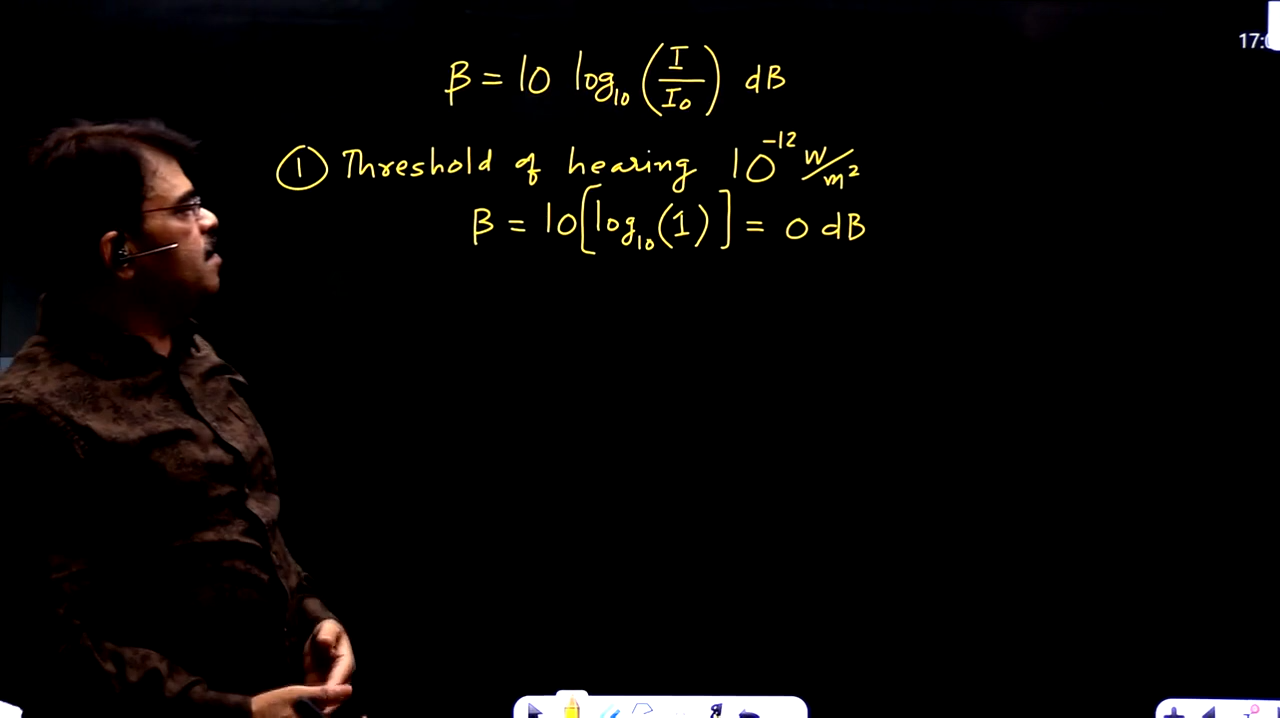 β = 10 log₁₀ (I/I₀) dB
① Threshold of hearing 10⁻¹² W/m²
β = 10[log₁₀(1)] = 0 dB